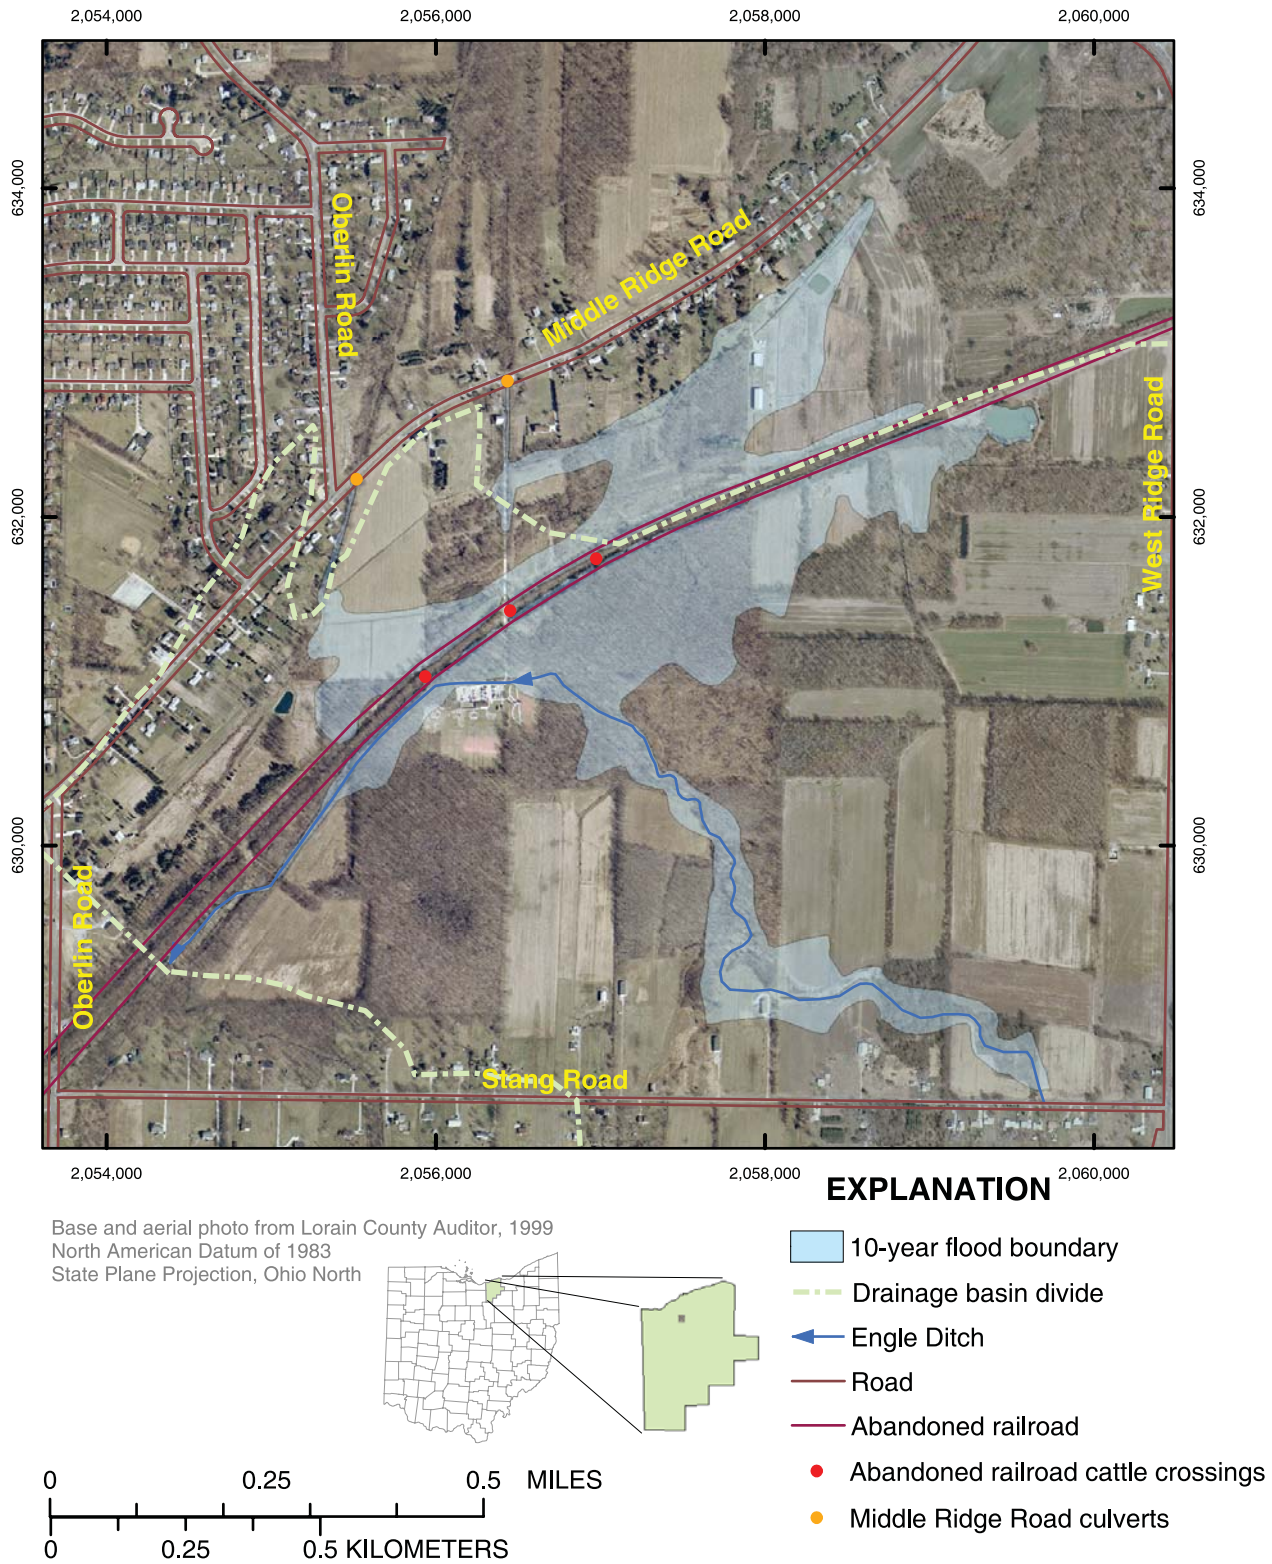 2,054,000 2,056,000 2,058,000 2,060,000
634,000
634,000
Oberlin Road
Middle Ridge Road
632,000
632,000
West Ridge Road
630,000
630,000
Oberlin Road
Stang Road
2,054,000 2,056,000 2,058,000 2,060,000
Base and aerial photo from Lorain County Auditor, 1999
North American Datum of 1983
State Plane Projection, Ohio North
EXPLANATION
10-year flood boundary
Drainage basin divide
Engle Ditch
Road
Abandoned railroad
Abandoned railroad cattle crossings
Middle Ridge Road culverts
0 0.25 0.5 MILES
0 0.25 0.5 KILOMETERS